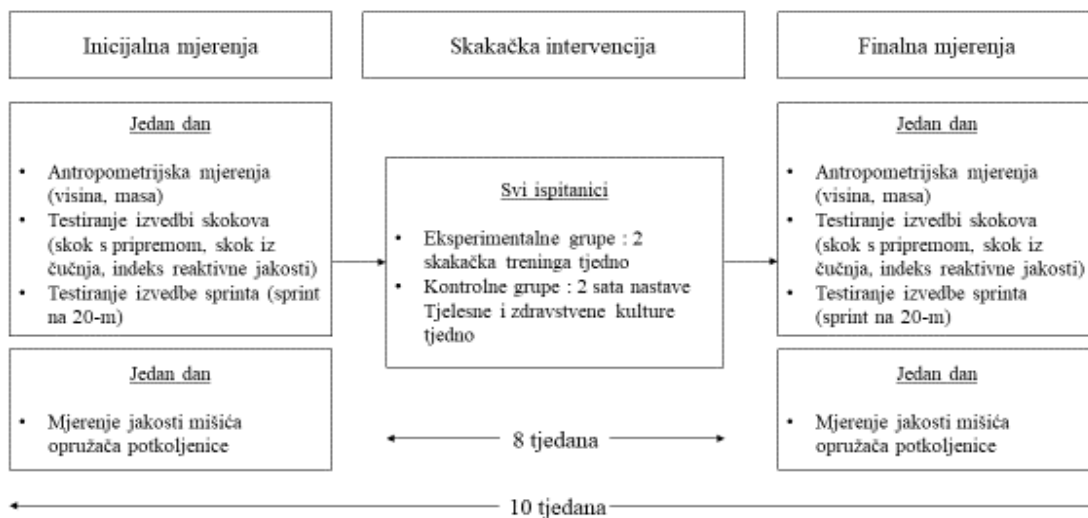 Inicijalna mjerenja
Skakačka intervencija
Finalna mjerenja
Jedan dan
• Antropometrijska mjerenja
(visina, masa)
• Testiranje izvedbi skokova
(skok s pripremom, skok iz
čučnja, indeks reaktivne jakosti)
• Testiranje izvedbe sprinta (sprint
na 20-m)
Jedan dan
• Mjerenje jakosti mišića
opružača potkoljenice
Svi ispitanici
• Eksperimentalne grupe : 2
skakačka treninga tjedno
• Kontrolne grupe : 2 sata nastave
Tjelesne i zdravstvene kulture
tjedno
8 tjedana
Jedan dan
• Antropometrijska mjerenja
(visina, masa)
• Testiranje izvedbi skokova
(skok s pripremom, skok iz
čučnja, indeks reaktivne jakosti)
• Testiranje izvedbe sprinta
(sprint na 20-m)
Jedan dan
• Mjerenje jakosti mišića
opružača potkoljenice
10 tjedana